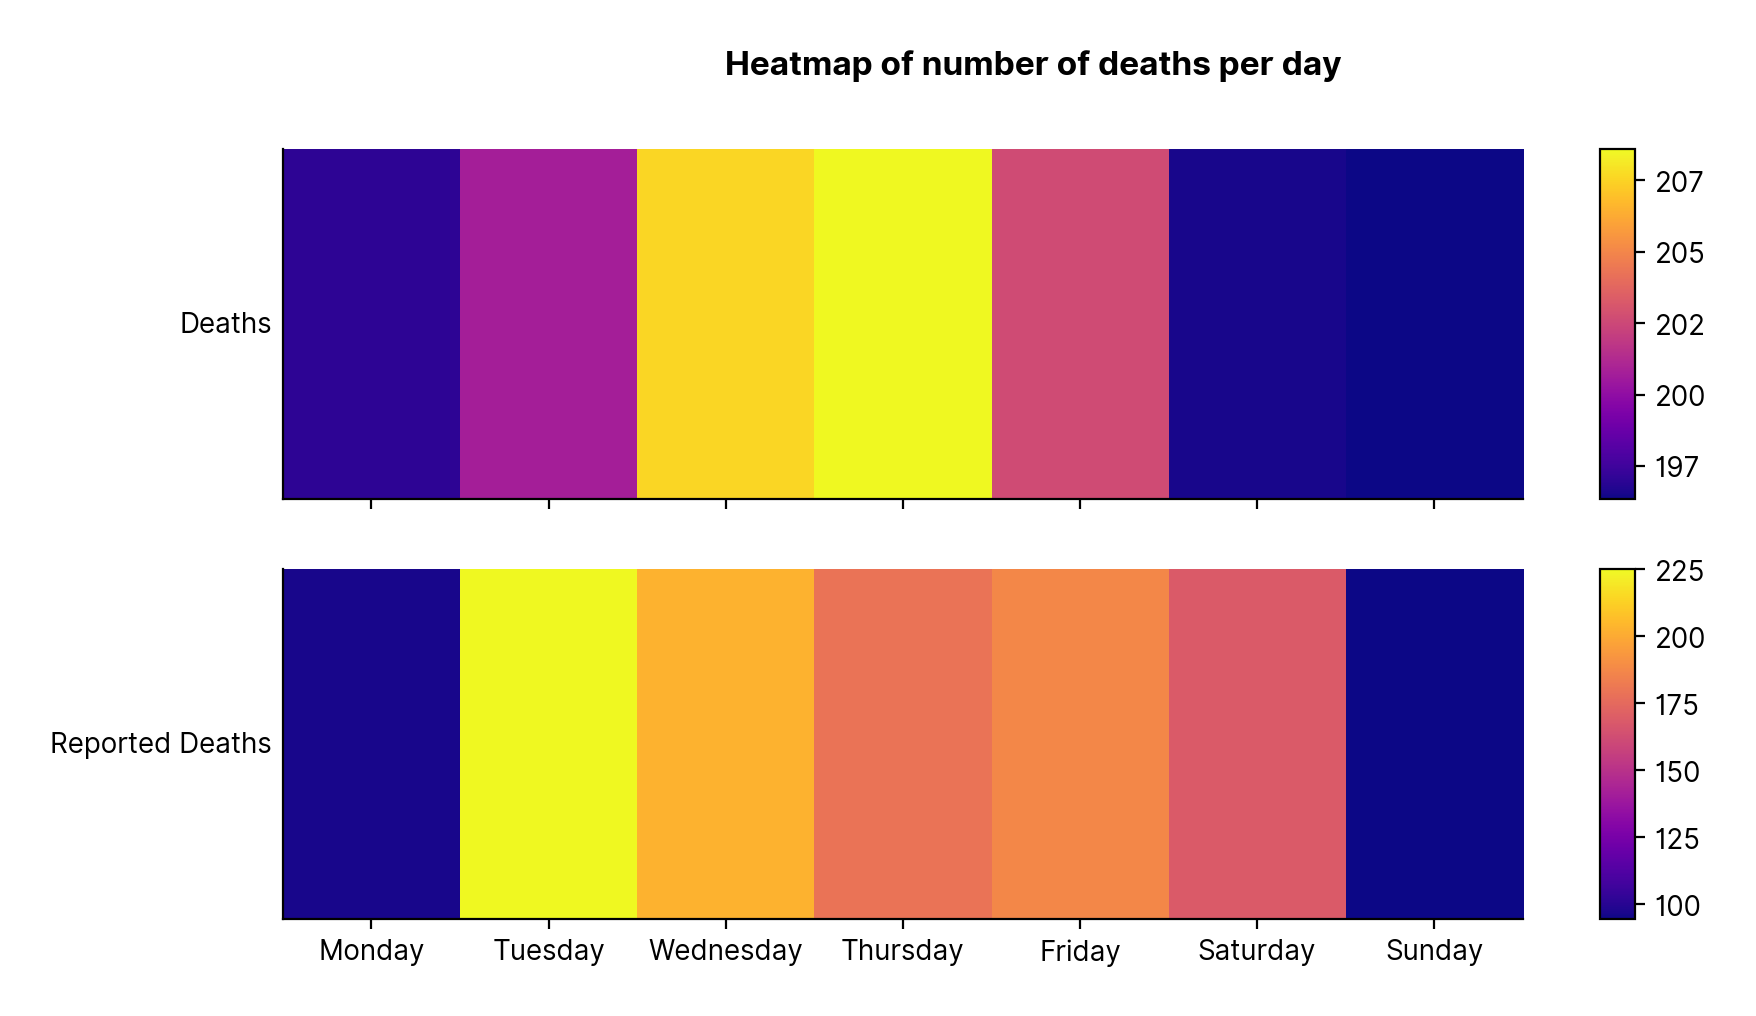 Heatmap of number of deaths per day
Deaths
207
205
202
200
197
Reported Deaths
225
200
175
150
125
100
Monday Tuesday Wednesday Thursday Friday Saturday Sunday